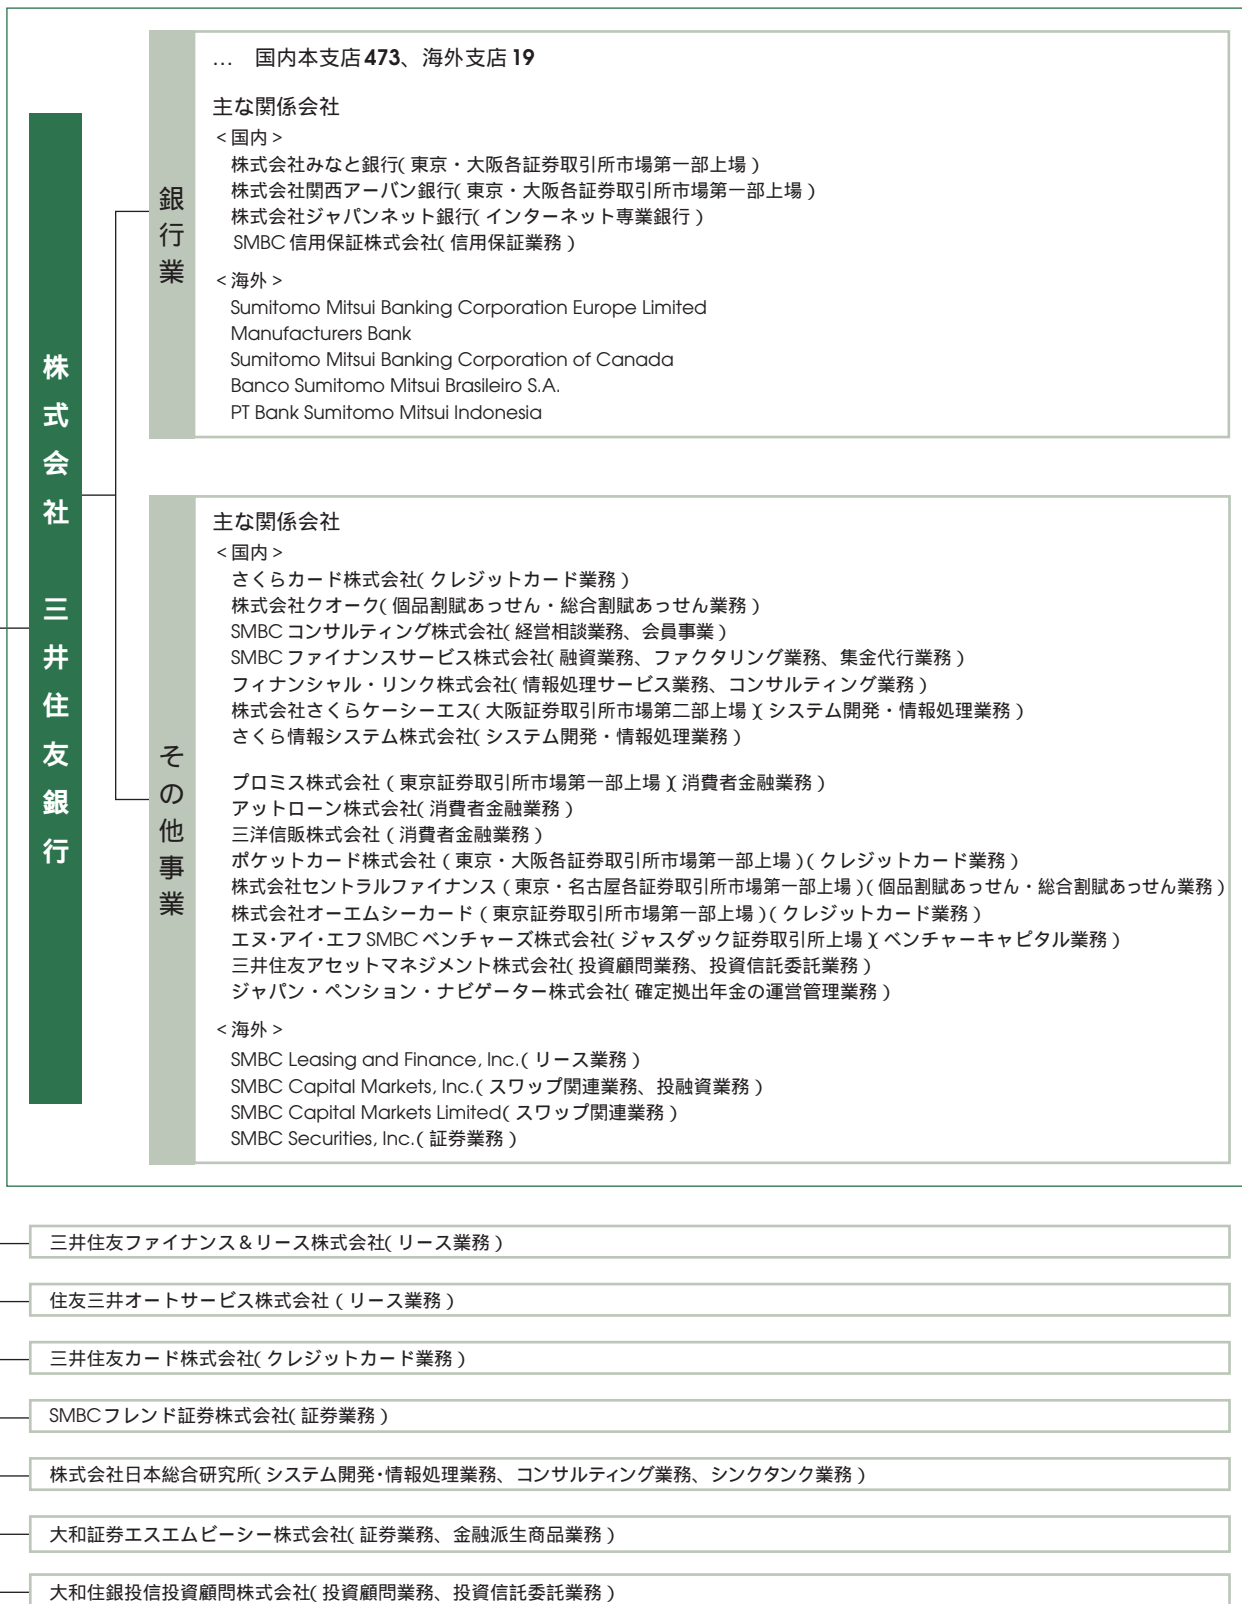 株式会社 三井住友銀行
銀行業
… 国内本支店473、海外支店19
主な関係会社
<国内>
株式会社みなと銀行(東京・大阪各証券取引所市場第一部上場)
株式会社関西アーバン銀行(東京・大阪各証券取引所市場第一部上場)
株式会社ジャパンネット銀行(インターネット専業銀行)
SMBC信用保証株式会社(信用保証業務)
<海外>
Sumitomo Mitsui Banking Corporation Europe Limited
Manufacturers Bank
Sumitomo Mitsui Banking Corporation of Canada
Banco Sumitomo Mitsui Brasileiro S.A.
PT Bank Sumitomo Mitsui Indonesia
その他事業
主な関係会社
<国内>
さくらカード株式会社(クレジットカード業務)
株式会社クオーク(個品割賦あっせん・総合割賦あっせん業務)
SMBCコンサルティング株式会社(経営相談業務、会員事業)
SMBCファイナンスサービス株式会社(融資業務、ファクタリング業務、集金代行業務)
フィナンシャル・リンク株式会社(情報処理サービス業務、コンサルティング業務)
株式会社さくらケーシーエス(大阪証券取引所市場第二部上場)(システム開発・情報処理業務)
さくら情報システム株式会社(システム開発・情報処理業務)
プロミス株式会社(東京証券取引所市場第一部上場)(消費者金融業務)
アットローン株式会社(消費者金融業務)
三洋信販株式会社(消費者金融業務)
ポケットカード株式会社(東京・大阪各証券取引所市場第一部上場)(クレジットカード業務)
株式会社セントラルファイナンス(東京・名古屋各証券取引所市場第一部上場)(個品割賦あっせん・総合割賦あっせん業務)
株式会社オーエムシーカード(東京証券取引所市場第一部上場)(クレジットカード業務)
エヌ・アイ・エフSMBCベンチャーズ株式会社(ジャスダック証券取引所上場)(ベンチャーキャピタル業務)
三井住友アセットマネジメント株式会社(投資顧問業務、投資信託委託業務)
ジャパン・ペンション・ナビゲーター株式会社(確定拠出年金の運営管理業務)
<海外>
SMBC Leasing and Finance, Inc.(リース業務)
SMBC Capital Markets, Inc.(スワップ関連業務、投融資業務)
SMBC Capital Markets Limited(スワップ関連業務)
SMBC Securities, Inc.(証券業務)
三井住友ファイナンス&リース株式会社(リース業務)
住友三井オートサービス株式会社(リース業務)
三井住友カード株式会社(クレジットカード業務)
SMBCフレンド証券株式会社(証券業務)
株式会社日本総合研究所(システム開発・情報処理業務、コンサルティング業務、シンクタンク業務)
大和証券エスエムビーシー株式会社(証券業務、金融派生商品業務)
大和住銀投信投資顧問株式会社(投資顧問業務、投資信託委託業務)